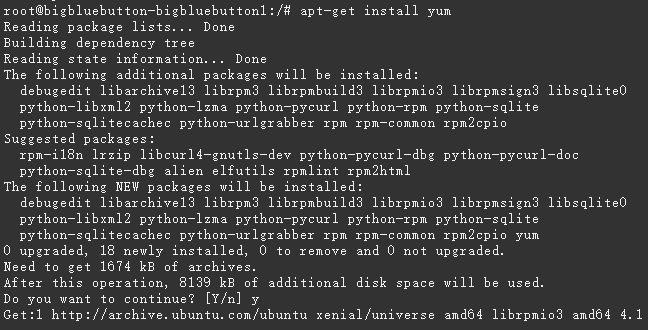 root@bigbluebutton-bigbluebutton1:/# apt-get install yum
Reading package lists... Done
Building dependency tree
Reading state information... Done
The following additional packages will be installed:
  debugedit libarchive13 librpm3 librpmbuild3 librpmio3 librpmsign3 libsqlite0
  python-libxml2 python-lzma python-pycurl python-rpm python-sqlite
  python-sqlitecachec python-urlgrabber rpm rpm-common rpm2cpio
Suggested packages:
  rpm-i18n lrzip libcurl4-gnutls-dev python-pycurl-dbg python-pycurl-doc
  python-sqlite-dbg alien elfutils rpmlint rpm2html
The following NEW packages will be installed:
  debugedit libarchive13 librpm3 librpmbuild3 librpmio3 librpmsign3 libsqlite0
  python-libxml2 python-lzma python-pycurl python-rpm python-sqlite
  python-sqlitecachec python-urlgrabber rpm rpm-common rpm2cpio yum
0 upgraded, 18 newly installed, 0 to remove and 0 not upgraded.
Need to get 1674 kB of archives.
After this operation, 8139 kB of additional disk space will be used.
Do you want to continue? [Y/n] y
Get:1 http://archive.ubuntu.com/ubuntu xenial/universe amd64 librpmio3 amd64 4.1